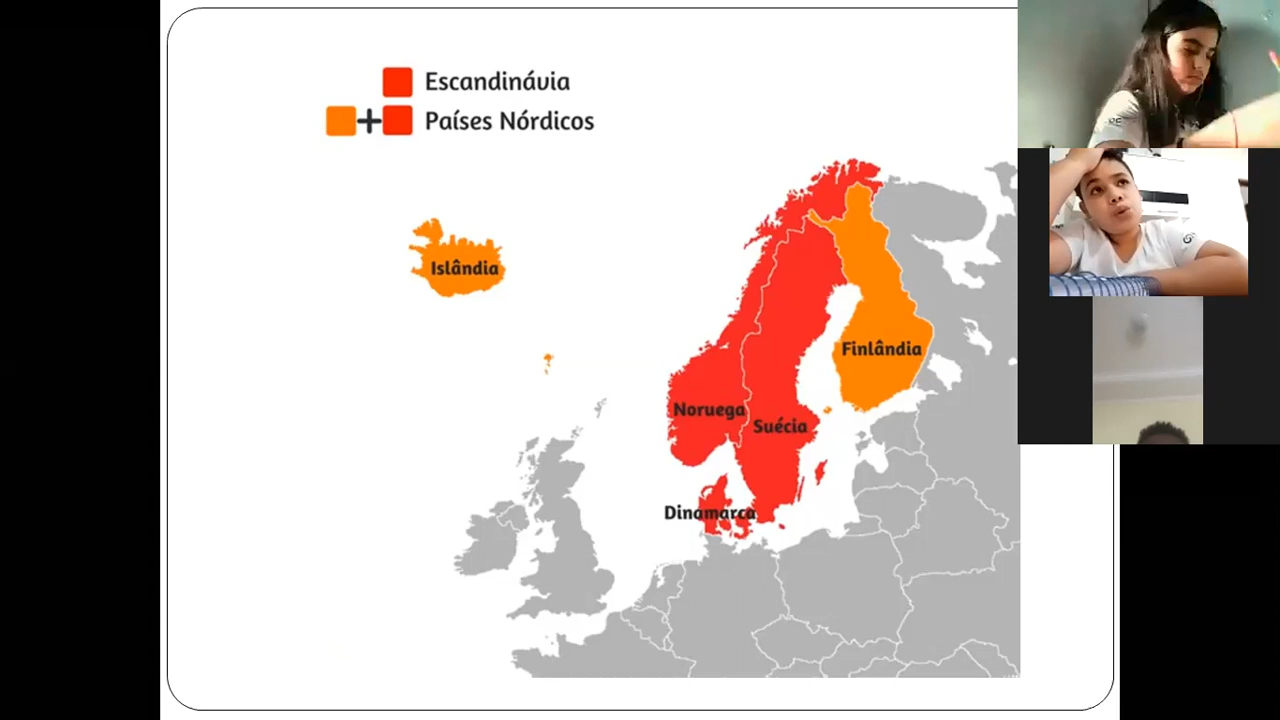 Escandinávia
+ Países Nórdicos
Islândia
Finlândia
Noruega
Suécia
Dinamarca